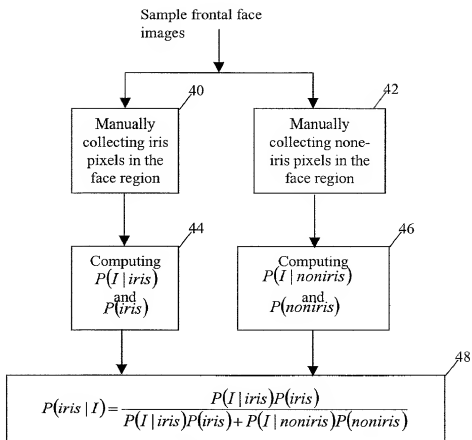 Sample frontal face
images
40
42
Manually
collecting iris
pixels in the
face region
Manually
collecting none-
iris pixels in the
face region
44
46
Computing
P(I | iris)
and
P(iris)
Computing
P(I | noniris)
and
P(noniris)
48
P(iris | I) = P(I | iris)P(iris) / P(I | iris)P(iris) + P(I | noniris)P(noniris)